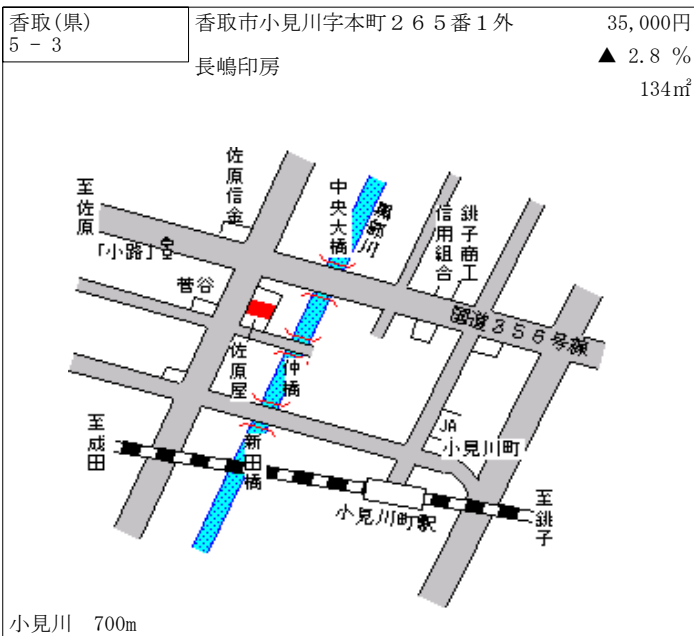 香取(県)
5 - 3
香取市小見川字本町２６５番１外
35,000円
長嶋印房
▲ 2.8 %
134㎡
至佐原
佐原信金
中央大橋
黒部川
信用組合
銚子商工
「小路」
菅谷
国道３５６号線
佐原屋
仲橋
至成田
新田橋
JA
小見川町
小見川町駅
至銚子
小見川 700m